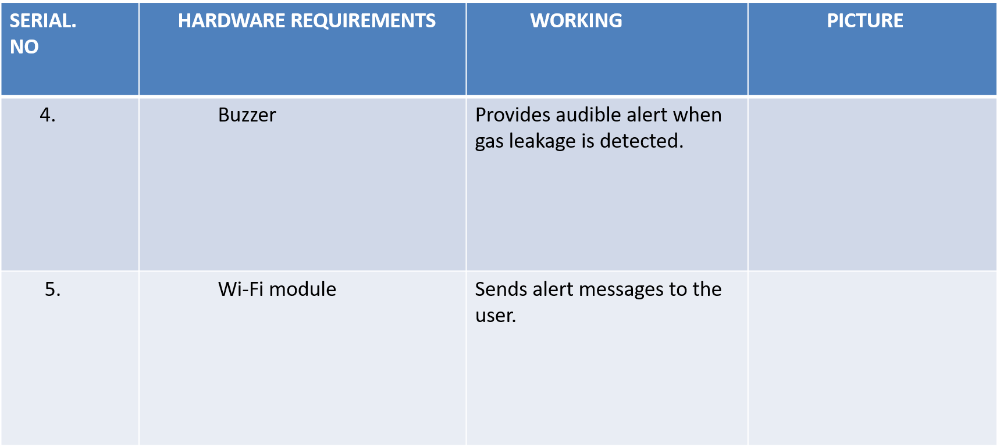 SERIAL.
NO
HARDWARE REQUIREMENTS
WORKING
PICTURE
4.
Buzzer
Provides audible alert when
gas leakage is detected.
5.
Wi-Fi module
Sends alert messages to the
user.